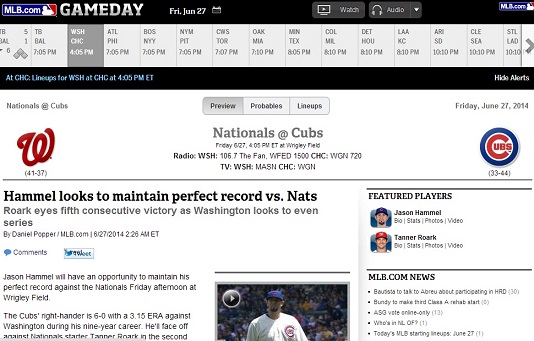 MLB.com GAMEDAY Fri, Jun 27 Watch Audio MLB.com
TB 5 TB WSH ATL BOS NYM CWS OAK MIN COL DET LAA ARI CLE STL
BAL 1 BAL CHC PHI NYY PIT TOR MIA TEX MIL HOU KC SD SEA LAD
6 7:05 PM 4:05 PM 7:05 PM 7:05 PM 7:05 PM 7:07 PM 7:10 PM 8:05 PM 8:10 PM 8:10 PM 8:10 PM 10:10 PM 10:10 PM 10:10
At CHC: Lineups for WSH at CHC at 4:05 PM ET Hide Alerts
Nationals @ Cubs Preview Probables Lineups Friday, June 27, 2014
Nationals @ Cubs
Friday 6/27, 4:05 PM ET at Wrigley Field
Radio: WSH: 106.7 The Fan, WFED 1500 CHC: WGN 720
TV: WSH: MASN CHC: WGN
W
CUBS
(41-37) (33-44)
Hammel looks to maintain perfect record vs. Nats
Roark eyes fifth consecutive victory as Washington looks to even
series
By Daniel Popper / MLB.com | 6/27/2014 2:26 AM ET
Comments Tweet
Jason Hammel will have an opportunity to maintain his
perfect record against the Nationals Friday afternoon at
Wrigley Field.
The Cubs' right-hander is 6-0 with a 3.15 ERA against
Washington during his nine-year career. He'll face off
against Nationals starter Tanner Roark in the second
FEATURED PLAYERS
Jason Hammel
Bio | Stats | Photos | Video
Tanner Roark
Bio | Stats | Photos | Video
MLB.COM NEWS
Bautista to talk to Abreu about participating in HRD (30)
Bundy to make third Class A rehab start (0)
ASG vote online-only (13)
Who's in NL OF? (1)
Today's MLB starting lineups: June 27 (1)